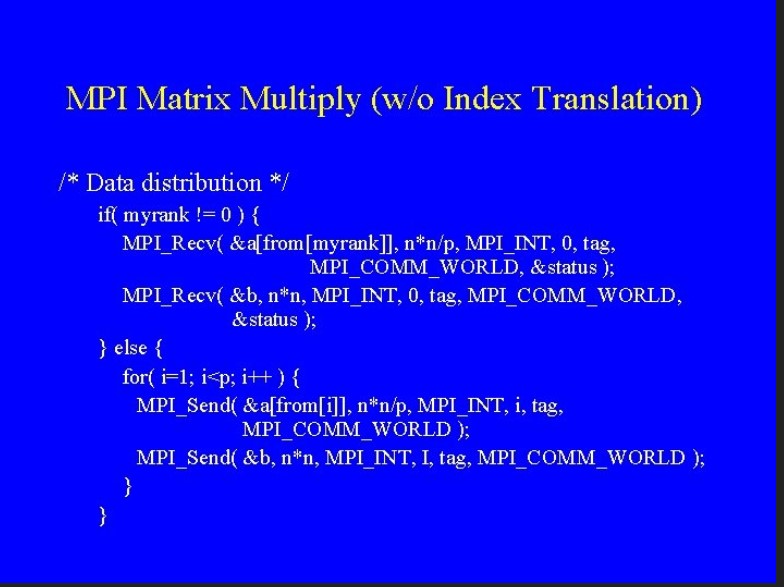 MPI Matrix Multiply (w/o Index Translation)
/* Data distribution */
if( myrank != 0 ) {
MPI_Recv( &a[from[myrank]], n*n/p, MPI_INT, 0, tag,
MPI_COMM_WORLD, &status );
MPI_Recv( &b, n*n, MPI_INT, 0, tag, MPI_COMM_WORLD,
&status );
} else {
for( i=1; i<p; i++ ) {
MPI_Send( &a[from[i]], n*n/p, MPI_INT, i, tag,
MPI_COMM_WORLD );
MPI_Send( &b, n*n, MPI_INT, I, tag, MPI_COMM_WORLD );
}
}